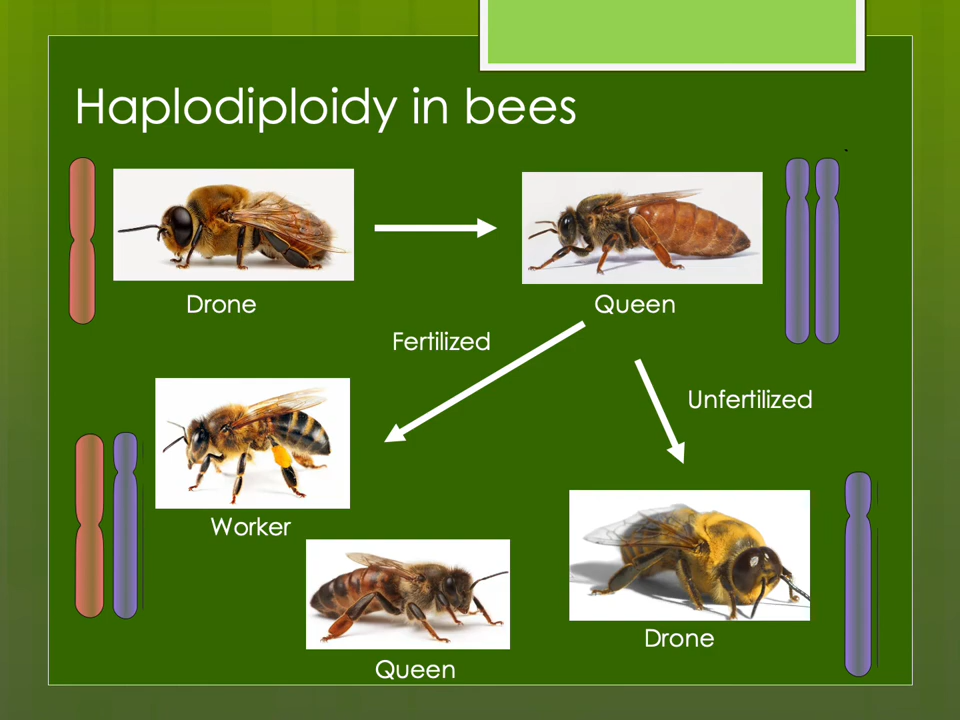 Haplodiploidy in bees
Drone
Queen
Fertilized
Unfertilized
Worker
Drone
Queen